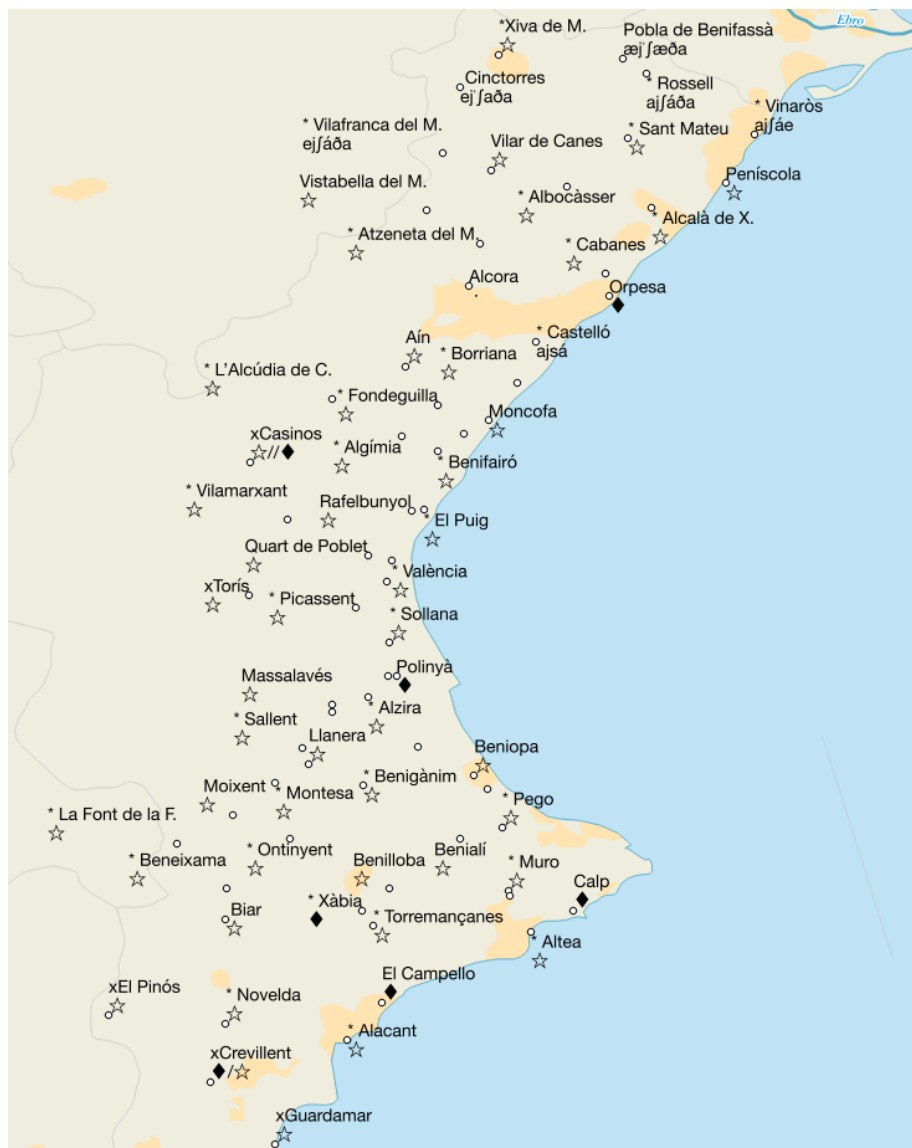 Ebro
*Xiva de M.
☆
Pobla de Benifassà
æjˈʃæða
Cinctorres
ejˈʃaða
* Rossell
ajʃáða
* Vinaròs
ajʃáe
* Vilafranca del M.
ejʃáða
* Sant Mateu
☆
Vilar de Canes
☆
Peníscola
☆
Vistabella del M.
☆
* Albocàsser
☆
* Alcalà de X.
☆
* Atzeneta del M.
☆
* Cabanes
☆
Alcora
Orpesa
♦
* Castelló
ajsá
Aín
☆
* Borriana
☆
* L'Alcúdia de C.
☆
* Fondeguilla
☆
Moncofa
☆
xCasinos
☆//♦
* Algímia
☆
* Benifairó
☆
* Vilamarxant
☆
Rafelbunyol
☆
* El Puig
☆
Quart de Poblet
☆
* València
☆
xTorís
☆
* Picassent
☆
* Sollana
☆
Polinyà
♦
Massalavés
☆
* Alzira
☆
* Sallent
☆
Llanera
☆
Beniopa
☆
* Benigànim
☆
Moixent
☆
* Montesa
☆
* Pego
☆
* La Font de la F.
☆
* Beneixama
☆
* Ontinyent
☆
Benilloba
☆
Benialí
☆
* Muro
☆
Calp
♦
* Xàbia
♦
Biar
☆
* Torremançanes
☆
* Altea
☆
El Campello
♦
xEl Pinós
☆
* Novelda
☆
* Alacant
☆
xCrevillent
♦/☆
xGuardamar
☆